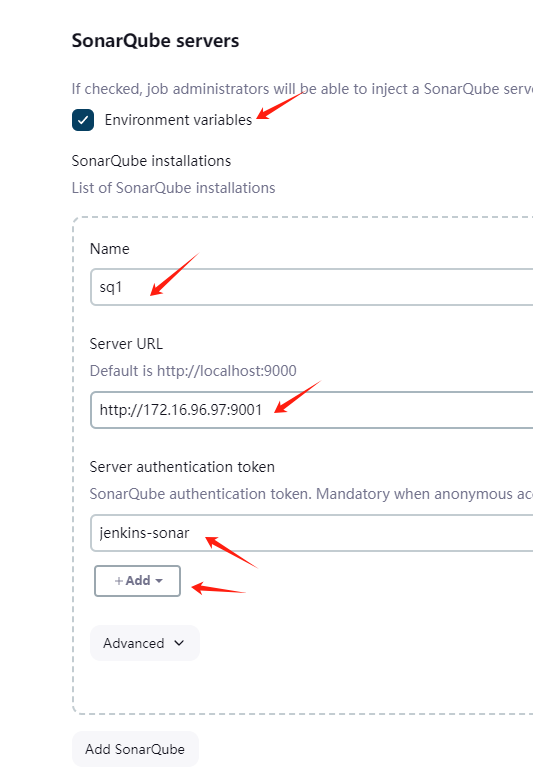 SonarQube servers
If checked, job administrators will be able to inject a SonarQube serve
Environment variables
SonarQube installations
List of SonarQube installations
Name
sq1
Server URL
Default is http://localhost:9000
http://172.16.96.97:9001
Server authentication token
SonarQube authentication token. Mandatory when anonymous acc
jenkins-sonar
+ Add
Advanced
Add SonarQube